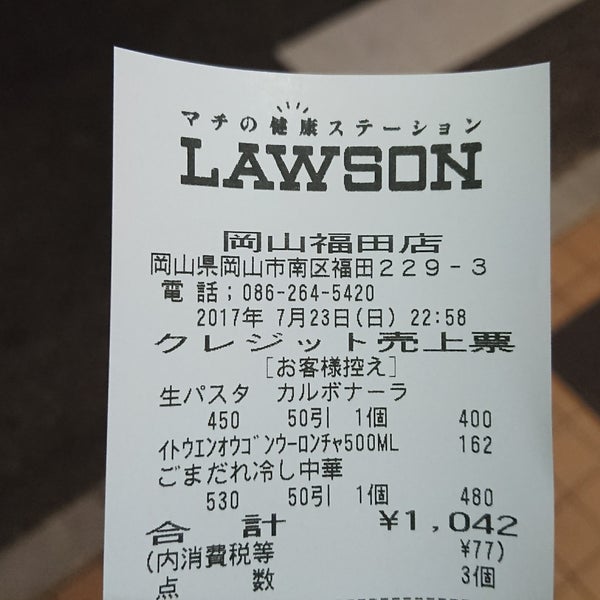 マチの健康ステーション
LAWSON
岡山福田店
岡山県岡山市南区福田229-3
電話;086-264-5420
2017年 7月23日(日) 22:58
クレジット売上票
[お客様控え]
生パスタ カルボナーラ
450 50引 1個 400
イトウエンオウゴンウーロンチャ500ML 162
ごまだれ冷し中華
530 50引 1個 480
合 計 ¥1,042
(内消費税等 ¥77)
点 数 3個